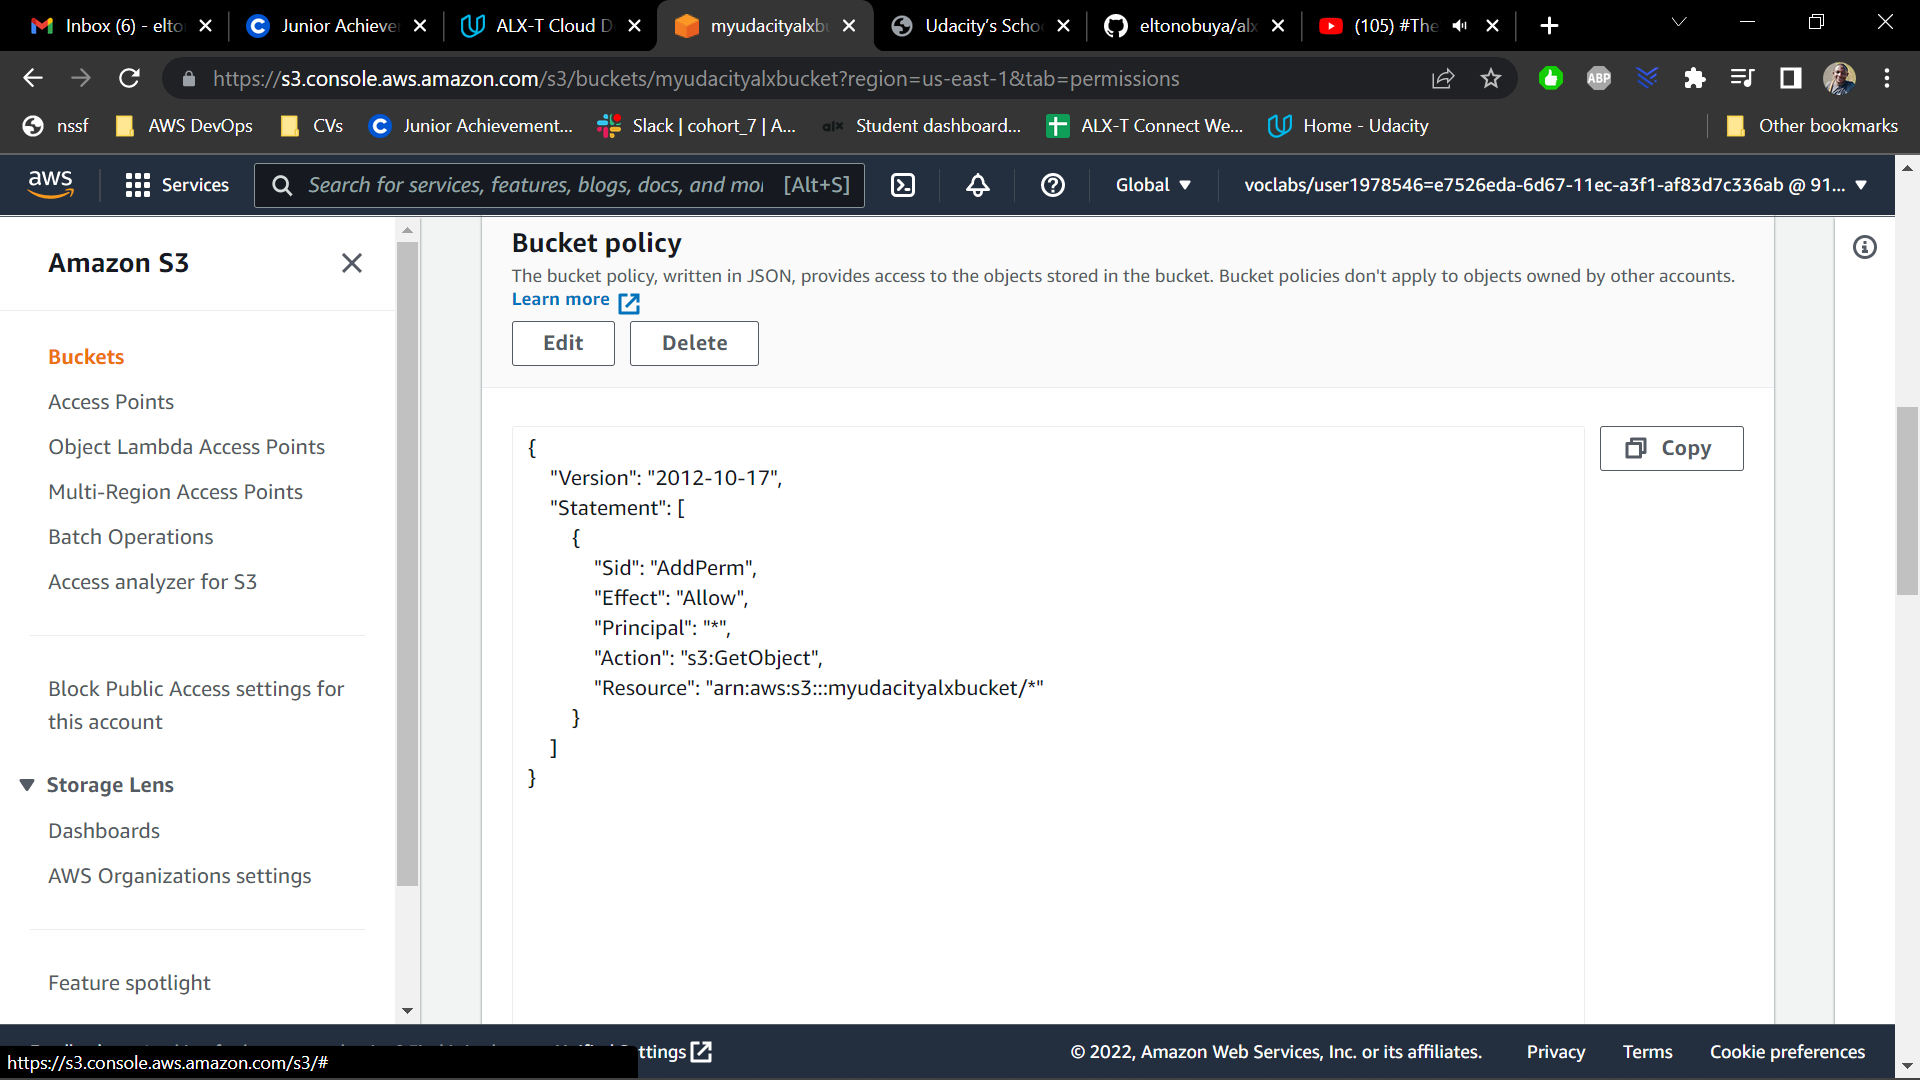 Inbox (6) - elto
Junior Achieve
ALX-T Cloud D
myudacityalxbu
Udacity's Scho
eltonobuya/alx
(105) #The
https://s3.console.aws.amazon.com/s3/buckets/myudacityalxbucket?region=us-east-1&tab=permissions
ABP
nssf
AWS DevOps
CVs
Junior Achievement...
Slack | cohort_7 | A...
alx
Student dashboard...
ALX-T Connect We...
Home - Udacity
Other bookmarks
aws
Services
Search for services, features, blogs, docs, and mo
[Alt+S]
Global
voclabs/user1978546=e7526eda-6d67-11ec-a3f1-af83d7c336ab @ 91...
Amazon S3
Buckets
Access Points
Object Lambda Access Points
Multi-Region Access Points
Batch Operations
Access analyzer for S3
Block Public Access settings for
this account
Storage Lens
Dashboards
AWS Organizations settings
Feature spotlight
Bucket policy
The bucket policy, written in JSON, provides access to the objects stored in the bucket. Bucket policies don't apply to objects owned by other accounts.
Learn more
Edit
Delete
Copy
{
"Version": "2012-10-17",
"Statement": [
{
"Sid": "AddPerm",
"Effect": "Allow",
"Principal": "*",
"Action": "s3:GetObject",
"Resource": "arn:aws:s3:::myudacityalxbucket/*"
}
]
}
ttings
© 2022, Amazon Web Services, Inc. or its affiliates.
Privacy
Terms
Cookie preferences
https://s3.console.aws.amazon.com/s3/#